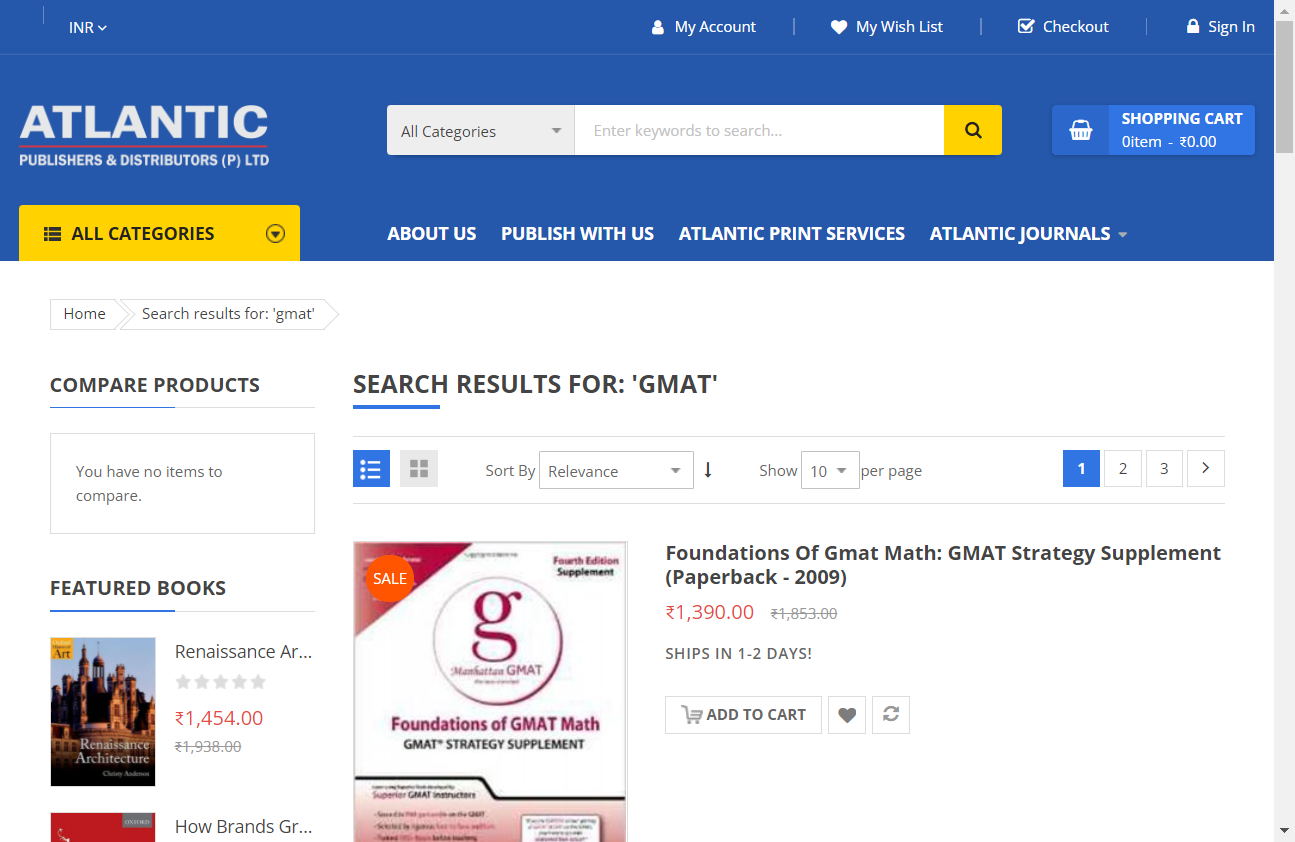 INR
My Account
My Wish List
Checkout
Sign In
ATLANTIC
PUBLISHERS & DISTRIBUTORS (P) LTD
All Categories
Enter keywords to search...
SHOPPING CART
0item - ₹0.00
ALL CATEGORIES
ABOUT US
PUBLISH WITH US
ATLANTIC PRINT SERVICES
ATLANTIC JOURNALS
Home
Search results for: 'gmat'
COMPARE PRODUCTS
You have no items to
compare.
FEATURED BOOKS
Art
Renaissance
Architecture
Christy Anderson
Renaissance Ar...
₹1,454.00
₹1,938.00
OXFORD
How Brands Gr...
SEARCH RESULTS FOR: 'GMAT'
Sort By
Relevance
Show
10
per page
1
2
3
SALE
Fourth Edition
Supplement
g
Manhattan GMAT
Foundations of GMAT Math
GMAT* STRATEGY SUPPLEMENT
Superior GMAT Instructors
Foundations Of Gmat Math: GMAT Strategy Supplement
(Paperback - 2009)
₹1,390.00
₹1,853.00
SHIPS IN 1-2 DAYS!
ADD TO CART